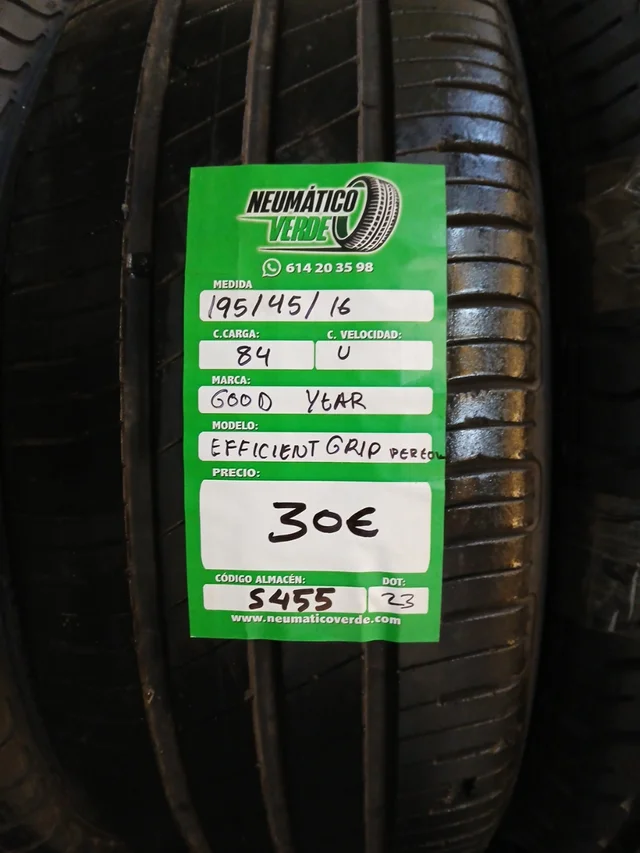 NEUMÁTICO
VERDE
614 20 35 98
MEDIDA
195/45/16
C.CARGA: C. VELOCIDAD:
84 U
MARCA:
GOOD YEAR
MODELO:
EFFICIENT GRIP
PRECIO:
30€
CÓDIGO ALMACÉN: DOT:
S455 23
www.neumaticoverde.com